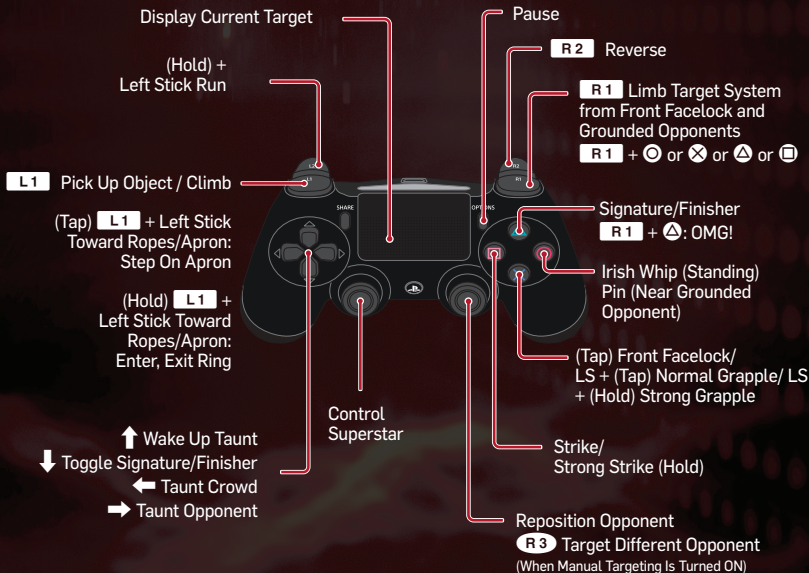 Display Current Target
Pause
R2 Reverse
(Hold) +
Left Stick Run
R1 Limb Target System
from Front Facelock and
Grounded Opponents
R1 + ○ or ✕ or △ or □
L2
L1
R2
R1
L1 Pick Up Object / Climb
SHARE
OPTIONS
(Tap) L1 + Left Stick
Toward Ropes/Apron:
Step On Apron
Signature/Finisher
R1 + △: OMG!
Irish Whip (Standing)
Pin (Near Grounded
Opponent)
(Hold) L1 +
Left Stick Toward
Ropes/Apron:
Enter, Exit Ring
(Tap) Front Facelock/
LS + (Tap) Normal Grapple/ LS
+ (Hold) Strong Grapple
Control
Superstar
↑ Wake Up Taunt
↓ Toggle Signature/Finisher
← Taunt Crowd
→ Taunt Opponent
Strike/
Strong Strike (Hold)
Reposition Opponent
R3 Target Different Opponent
(When Manual Targeting Is Turned ON)